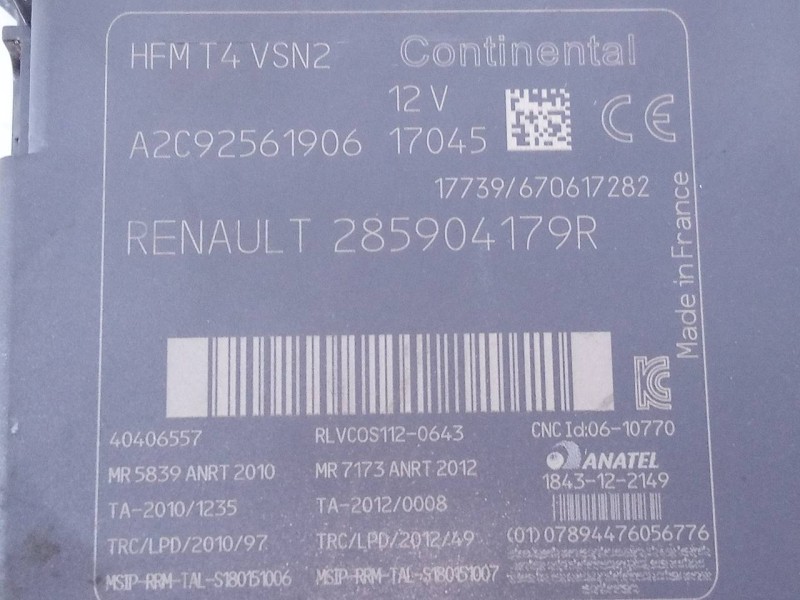 HFM T4 VSN2 Continental
12 V
A2C92561906 17045 CE
17739/670617282
RENAULT 285904179R
Made in France
40406557 RLVCOS112-0643 CNC Id:06-10770
MR 5839 ANRT 2010 MR 7173 ANRT 2012 ANATEL
1843-12-2149
TA-2010/1235 TA-2012/0008
TRC/LPD/2010/97 TRC/LPD/2012/49 (01)07894476056776
MSIP-RRM-TAL-S180151006 MSIP-RRM-TAL-S180151007